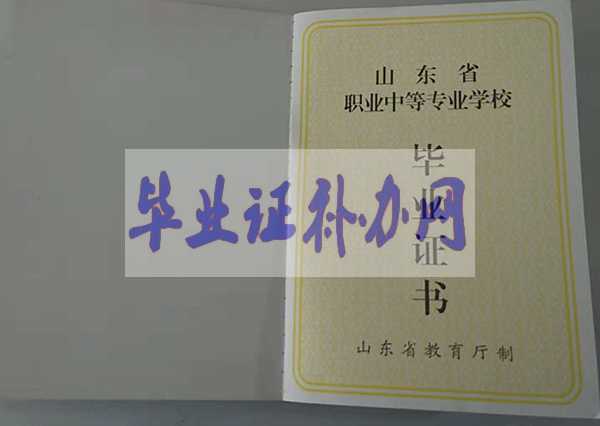 山东省
职业中等专业学校
毕业证书
毕业证补办网
山东省教育厅制